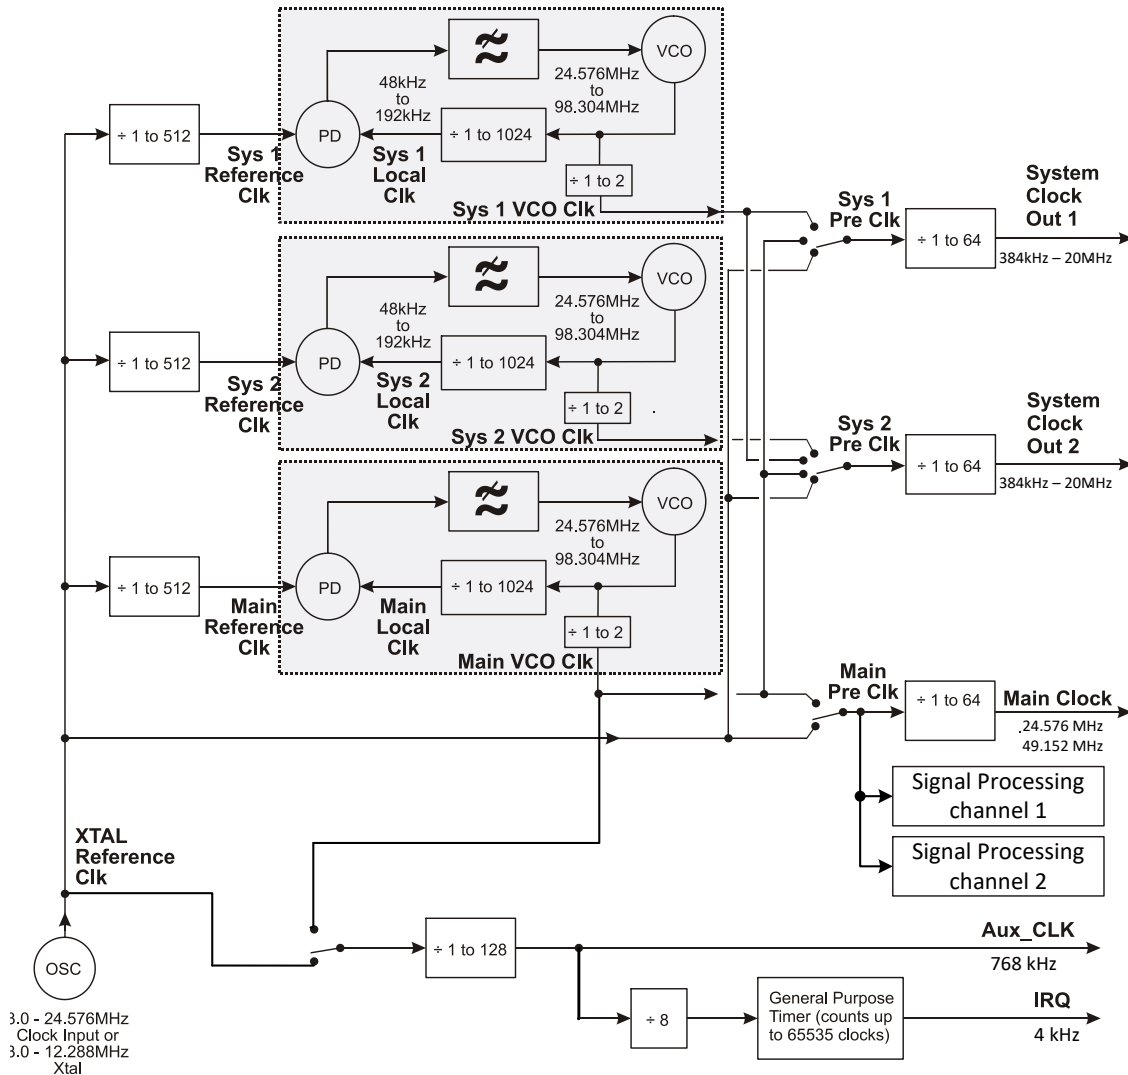 VCO
24.576MHz
to
98.304MHz
48kHz
to
192kHz
÷ 1 to 512
PD
÷ 1 to 1024
Sys 1
Reference
Clk
Sys 1
Local
Clk
÷ 1 to 2
Sys 1 VCO Clk
Sys 1
Pre Clk
÷ 1 to 64
System
Clock
Out 1
384kHz – 20MHz
VCO
24.576MHz
to
98.304MHz
48kHz
to
192kHz
÷ 1 to 512
PD
÷ 1 to 1024
Sys 2
Reference
Clk
Sys 2
Local
Clk
÷ 1 to 2
.
Sys 2 VCO Clk
Sys 2
Pre Clk
÷ 1 to 64
System
Clock
Out 2
384kHz – 20MHz
VCO
24.576MHz
to
98.304MHz
÷ 1 to 512
PD
÷ 1 to 1024
Main
Reference
Clk
Main
Local
Clk
÷ 1 to 2
Main VCO Clk
Main
Pre Clk
÷ 1 to 64
Main Clock
.24.576 MHz
49.152 MHz
Signal Processing
channel 1
Signal Processing
channel 2
XTAL
Reference
Clk
OSC
3.0 - 24.576MHz
Clock Input or
3.0 - 12.288MHz
Xtal
÷ 1 to 128
Aux_CLK
768 kHz
÷ 8
General Purpose
Timer (counts up
to 65535 clocks)
IRQ
4 kHz